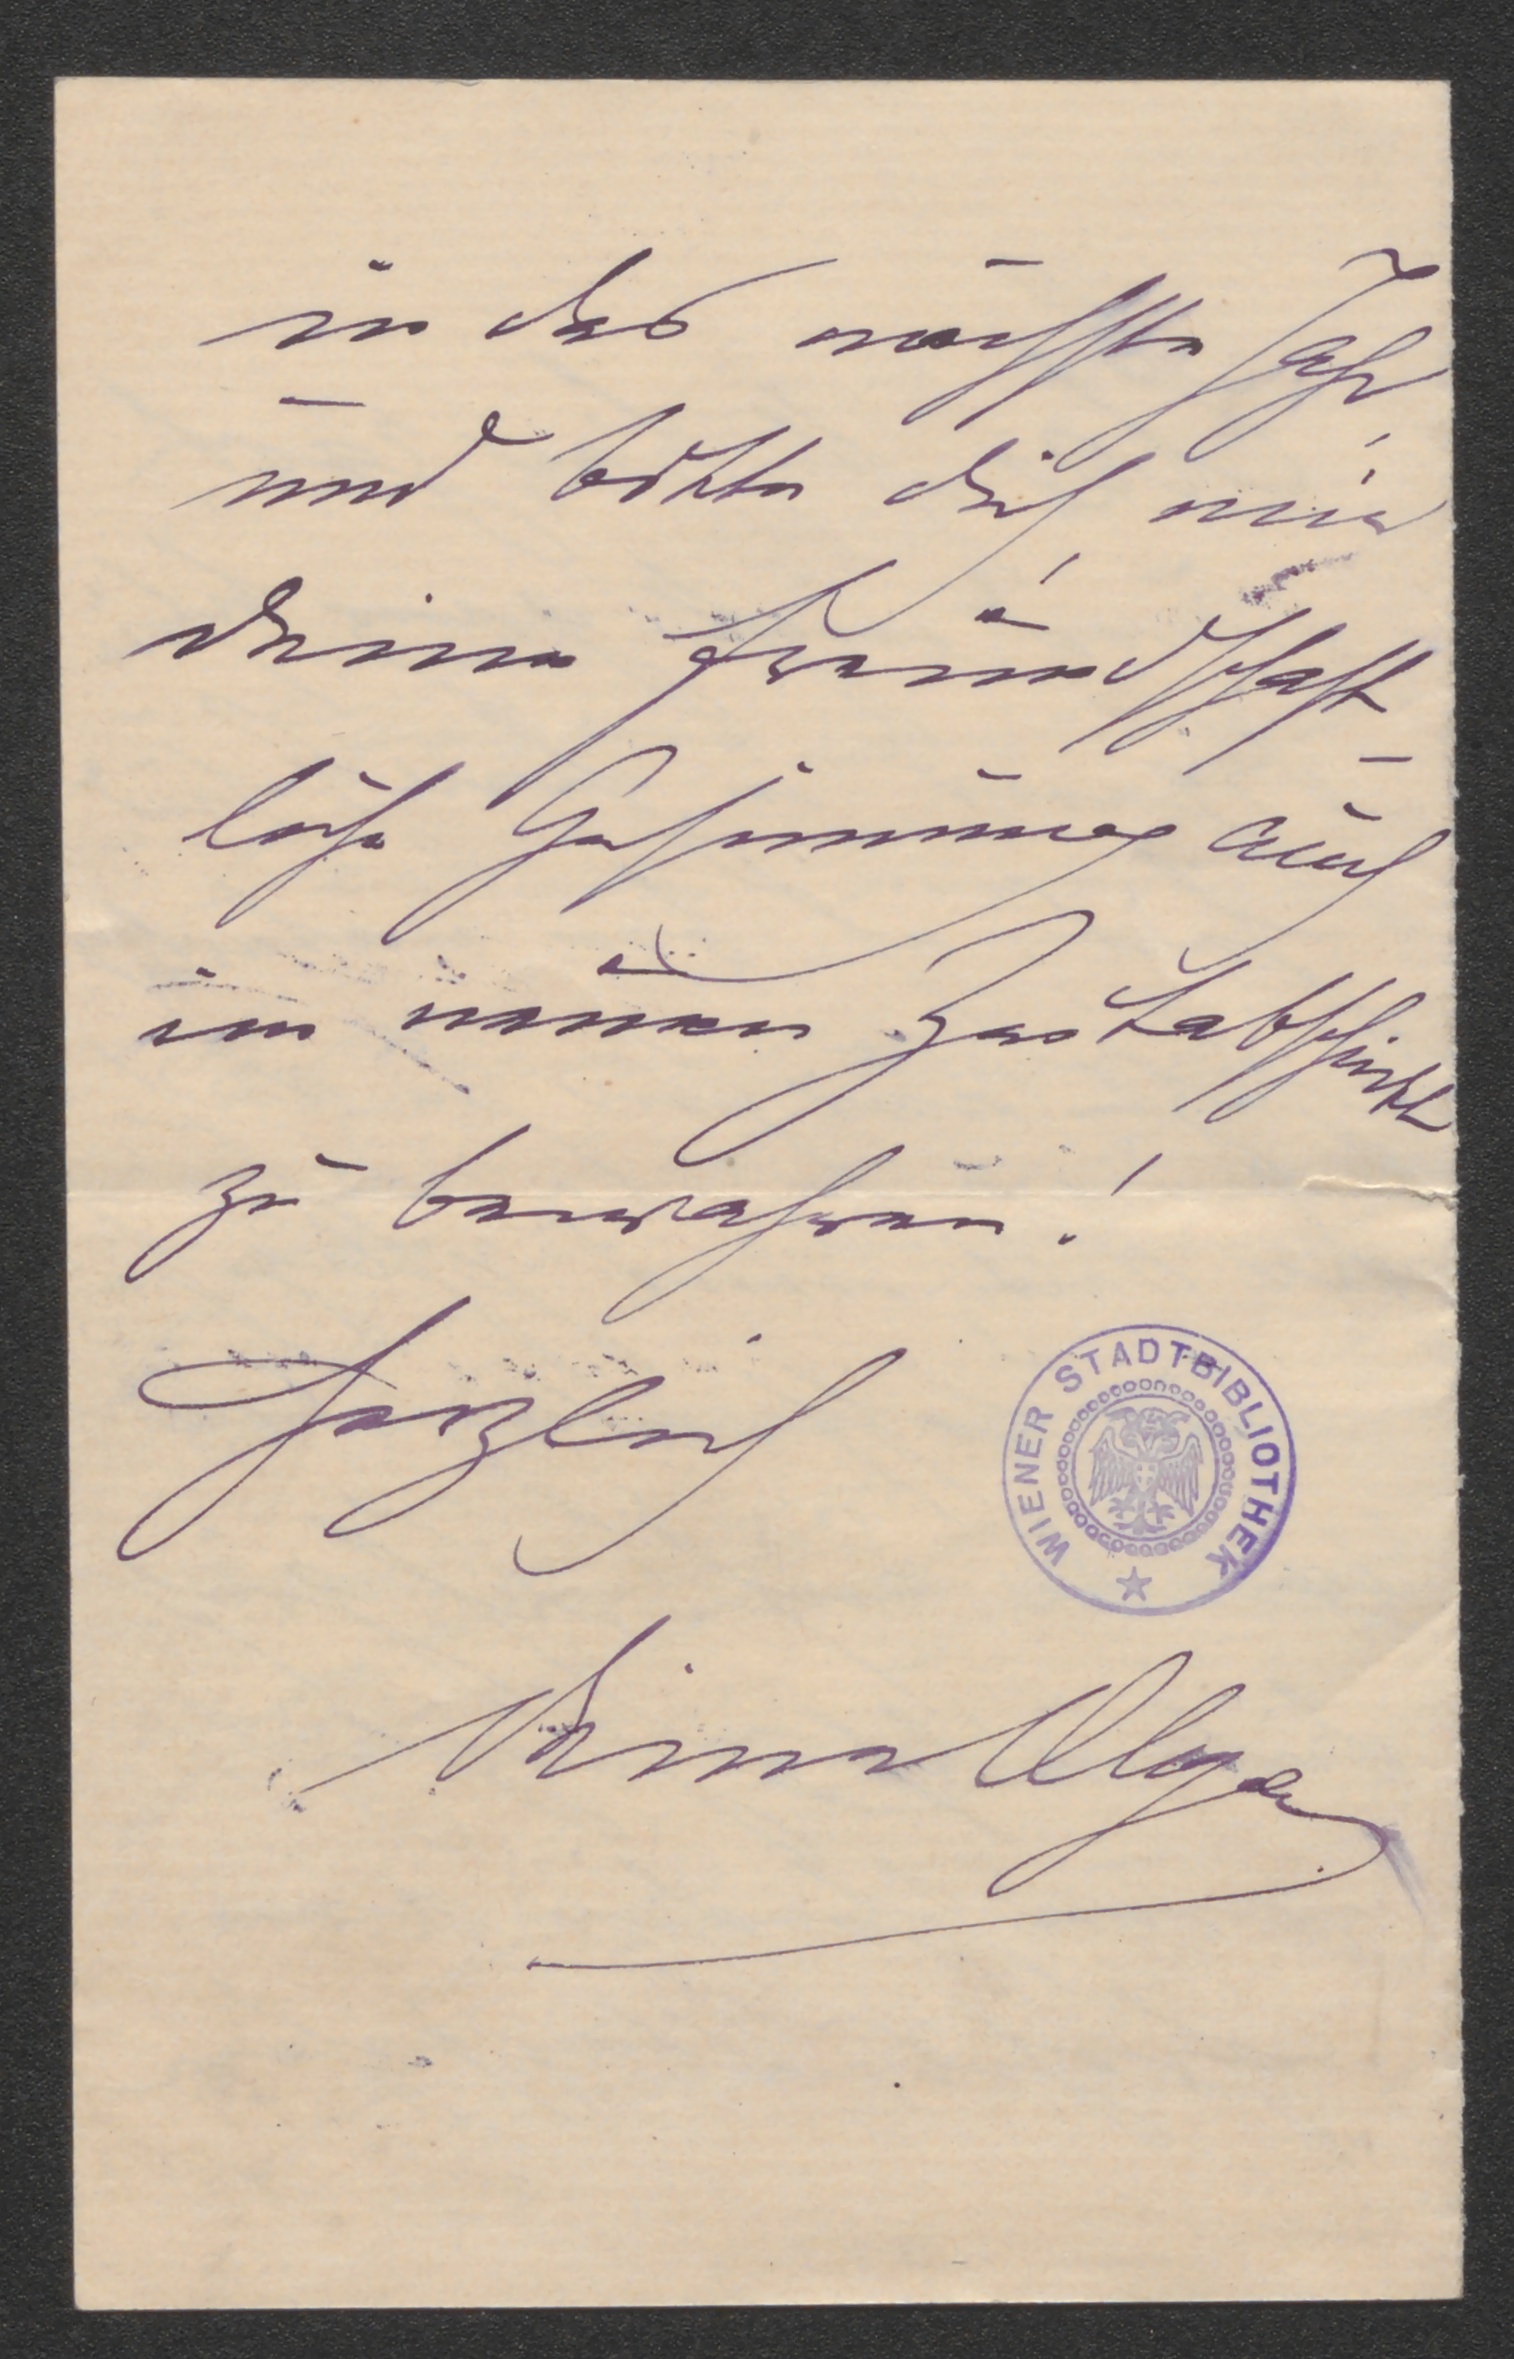 in das nächste Jahr
und bitte dich mir
deine freundschaft-
liche Gesinnung auch
im neuen Zeitabschnitt
zu bewahren!
Herzlich
WIENER STADTBIBLIOTHEK
Deine Olga